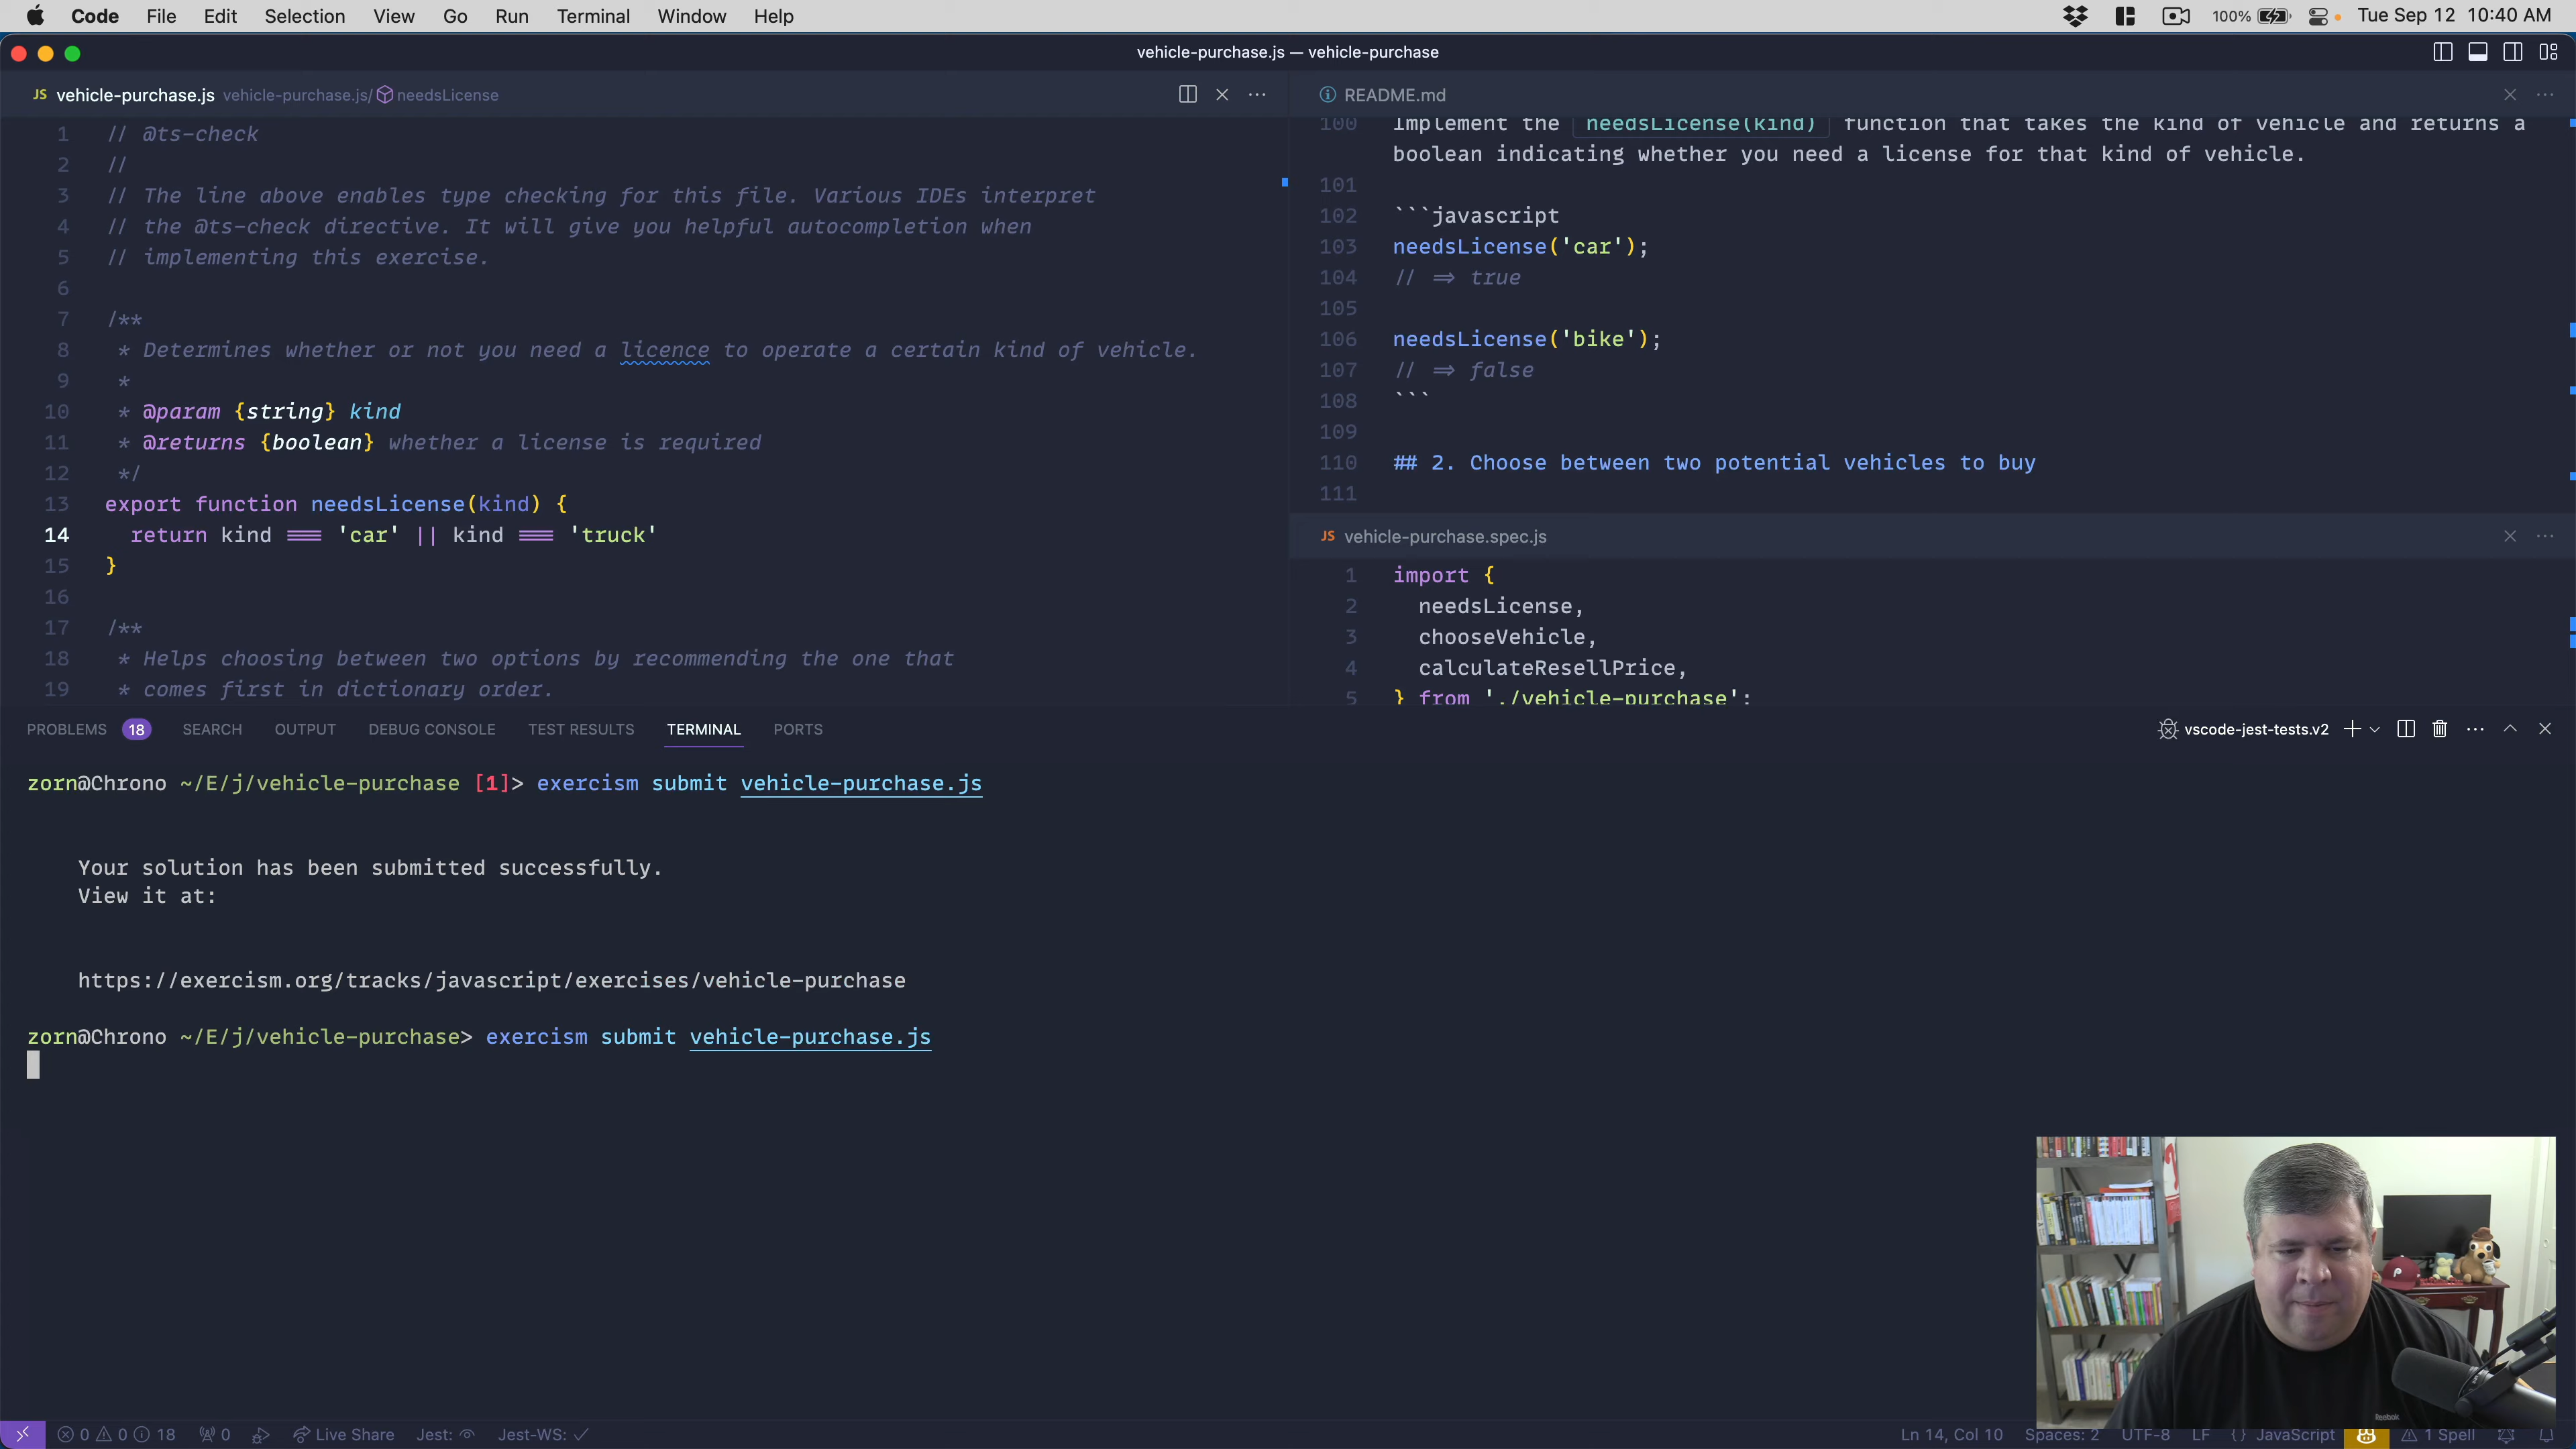 Code File Edit Selection View Go Run Terminal Window Help 100% Tue Sep 12 10:40 AM
vehicle-purchase.js — vehicle-purchase
JS vehicle-purchase.js vehicle-purchase.js/ needsLicense
1 // @ts-check
2 //
3 // The line above enables type checking for this file. Various IDEs interpret
4 // the @ts-check directive. It will give you helpful autocompletion when
5 // implementing this exercise.
6
7 /**
8 * Determines whether or not you need a licence to operate a certain kind of vehicle.
9 *
10 * @param {string} kind
11 * @returns {boolean} whether a license is required
12 */
13 export function needsLicense(kind) {
14 return kind === 'car' || kind === 'truck'
15 }
16
17 /**
18 * Helps choosing between two options by recommending the one that
19 * comes first in dictionary order.
README.md
100 Implement the needsLicense(kind) function that takes the kind of vehicle and returns a
boolean indicating whether you need a license for that kind of vehicle.
101
102 ```javascript
103 needsLicense('car');
104 // => true
105
106 needsLicense('bike');
107 // => false
108 ```
109
110 ## 2. Choose between two potential vehicles to buy
111
JS vehicle-purchase.spec.js
1 import {
2 needsLicense,
3 chooseVehicle,
4 calculateResellPrice,
5 } from './vehicle-purchase';
PROBLEMS 18 SEARCH OUTPUT DEBUG CONSOLE TEST RESULTS TERMINAL PORTS vscode-jest-tests.v2
zorn@Chrono ~/E/j/vehicle-purchase [1]> exercism submit vehicle-purchase.js
Your solution has been submitted successfully.
View it at:
https://exercism.org/tracks/javascript/exercises/vehicle-purchase
zorn@Chrono ~/E/j/vehicle-purchase> exercism submit vehicle-purchase.js
Reebok
0 0 18 0 Live Share Jest: Jest-WS: Ln 14, Col 10 Spaces: 2 UTF-8 LF {} JavaScript 1 Spell